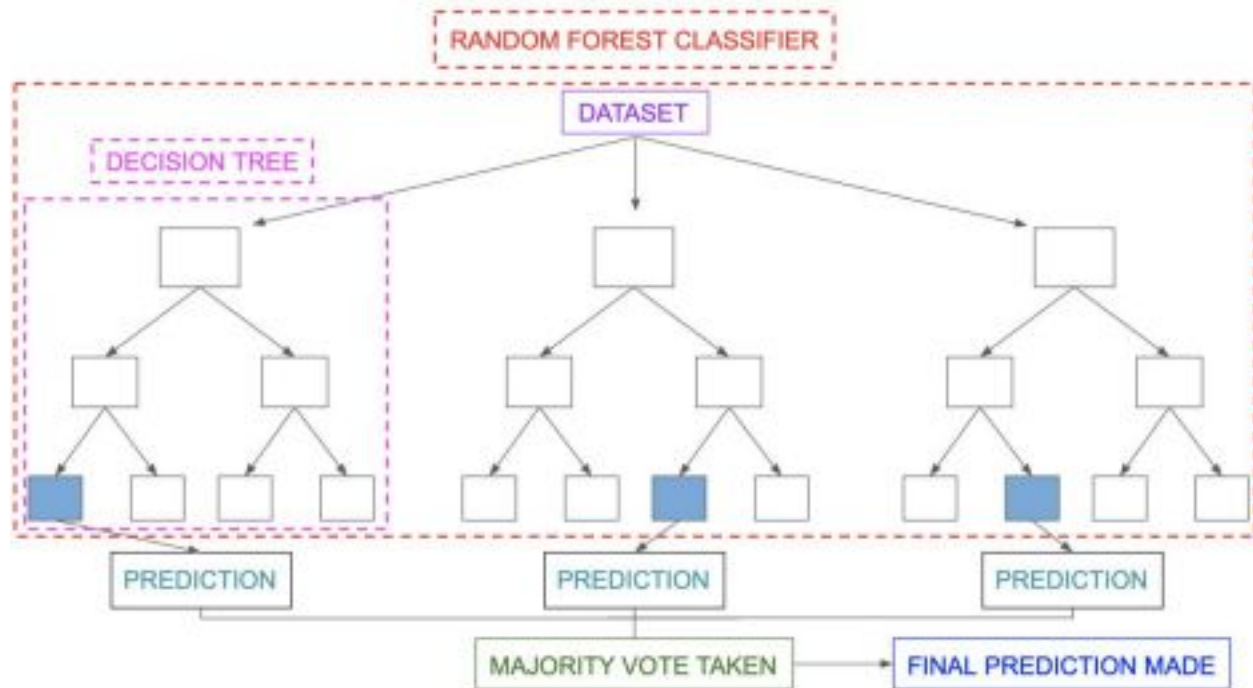 RANDOM FOREST CLASSIFIER
DATASET
DECISION TREE
PREDICTION
PREDICTION
PREDICTION
MAJORITY VOTE TAKEN
FINAL PREDICTION MADE